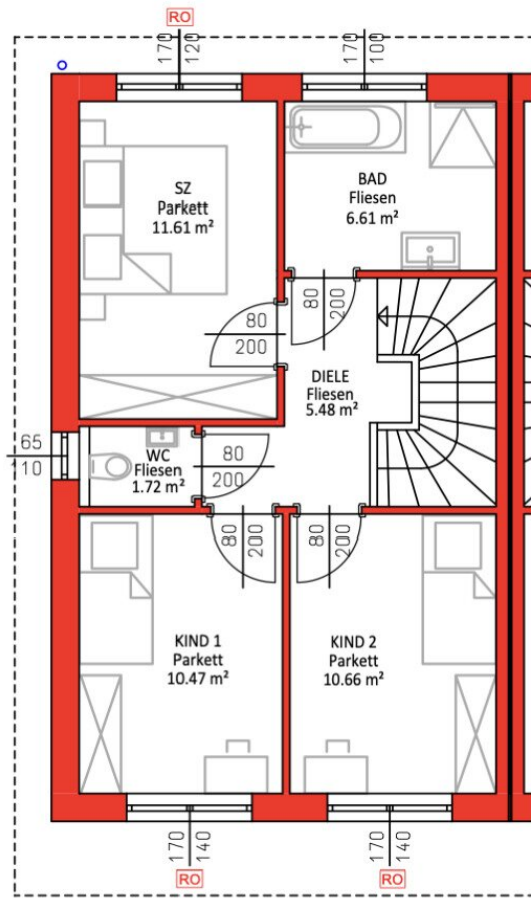 RO
170
120
170
100
SZ
Parkett
11.61 m²
BAD
Fliesen
6.61 m²
80
200
80
200
DIELE
Fliesen
5.48 m²
65
110
WC
Fliesen
1.72 m²
80
200
80
200
80
200
KIND 1
Parkett
10.47 m²
KIND 2
Parkett
10.66 m²
170
140
170
140
RO
RO